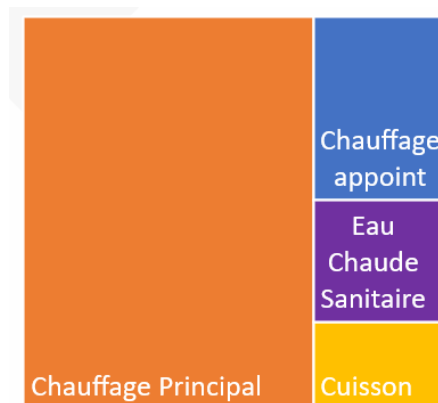 Chauffage Principal
Chauffage
appoint
Eau
Chaude
Sanitaire
Cuisson